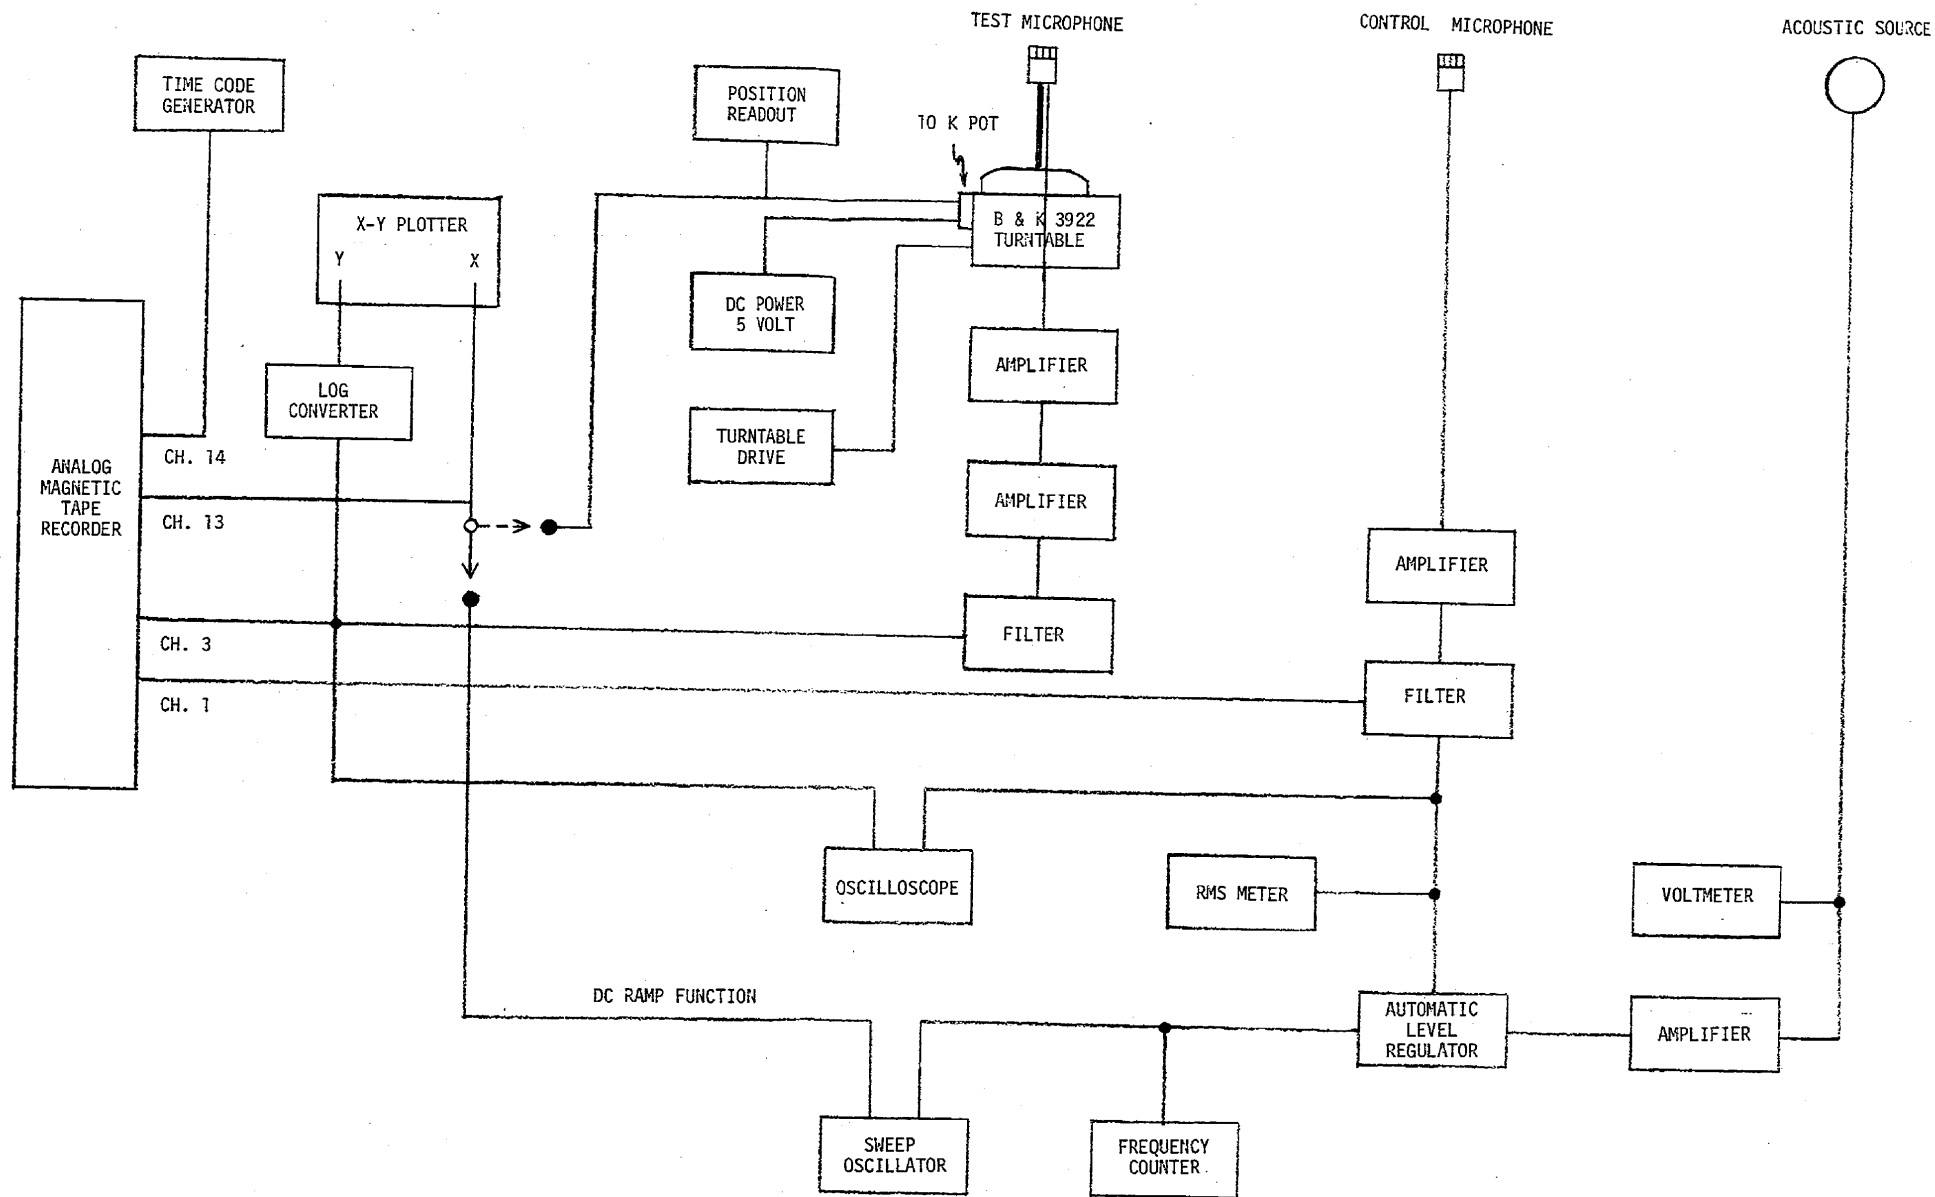 TEST MICROPHONE
CONTROL MICROPHONE
ACOUSTIC SOURCE
TIME CODE
GENERATOR
POSITION
READOUT
10 K POT
X-Y PLOTTER
Y
X
B & K 3922
TURNTABLE
DC POWER
5 VOLT
AMPLIFIER
LOG
CONVERTER
TURNTABLE
DRIVE
CH. 14
ANALOG
MAGNETIC
TAPE
RECORDER
CH. 13
AMPLIFIER
AMPLIFIER
FILTER
CH. 3
FILTER
CH. 1
OSCILLOSCOPE
RMS METER
VOLTMETER
DC RAMP FUNCTION
AUTOMATIC
LEVEL
REGULATOR
AMPLIFIER
SWEEP
OSCILLATOR
FREQUENCY
COUNTER